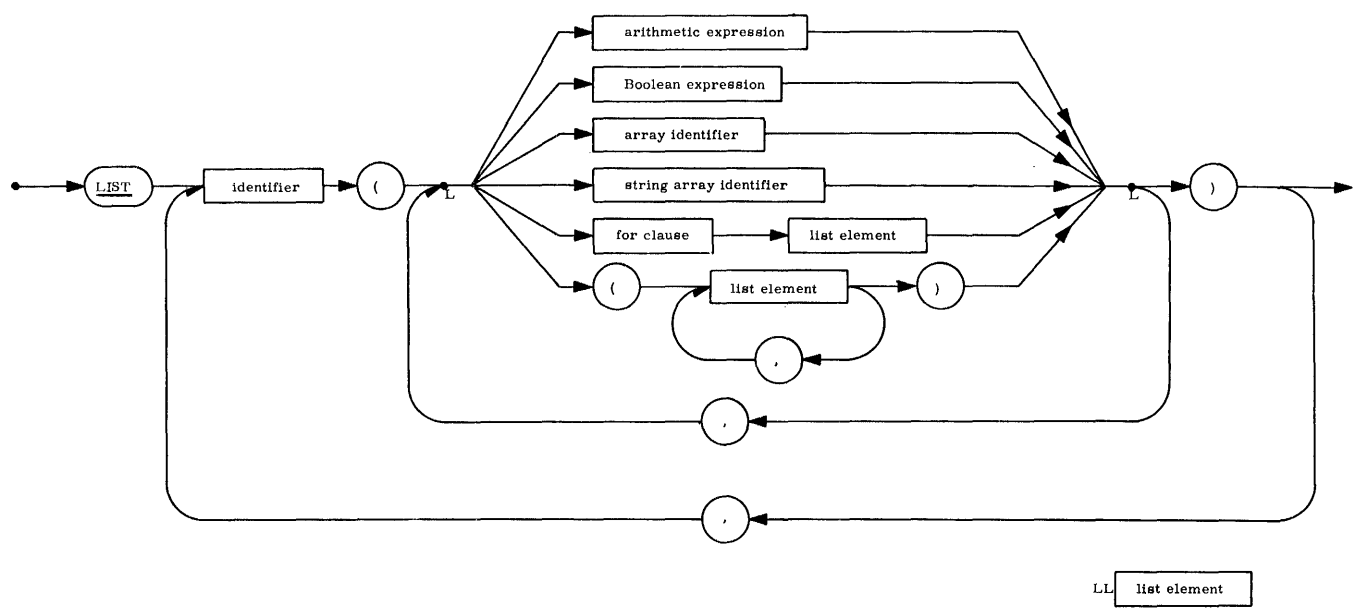 arithmetic expression
Boolean expression
array identifier
LIST
identifier
(
L
string array identifier
L
)
for clause
list element
(
list element
)
,
,
,
LL
list element